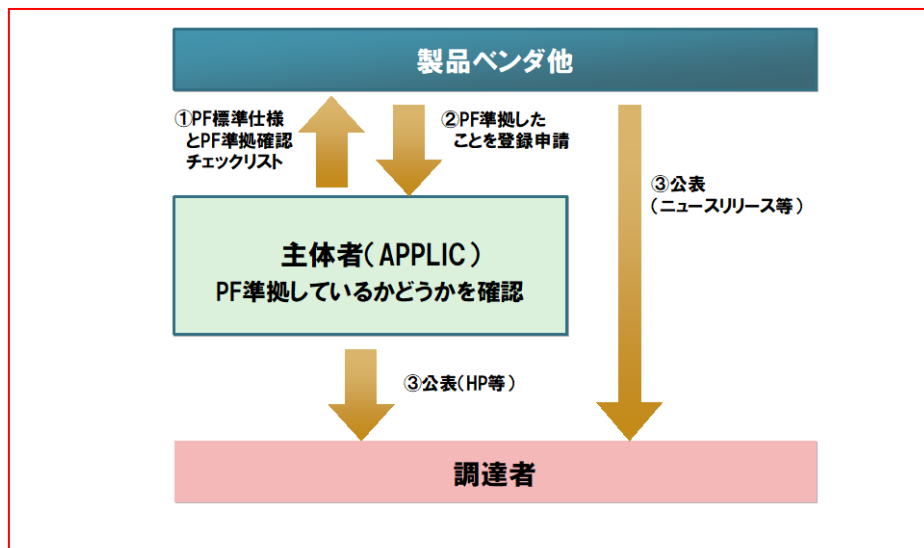 製品ベンダ他
①PF標準仕様
とPF準拠確認
チェックリスト
②PF準拠した
ことを登録申請
③公表
(ニュースリリース等)
主体者(APPLIC)
PF準拠しているかどうかを確認
③公表(HP等)
調達者